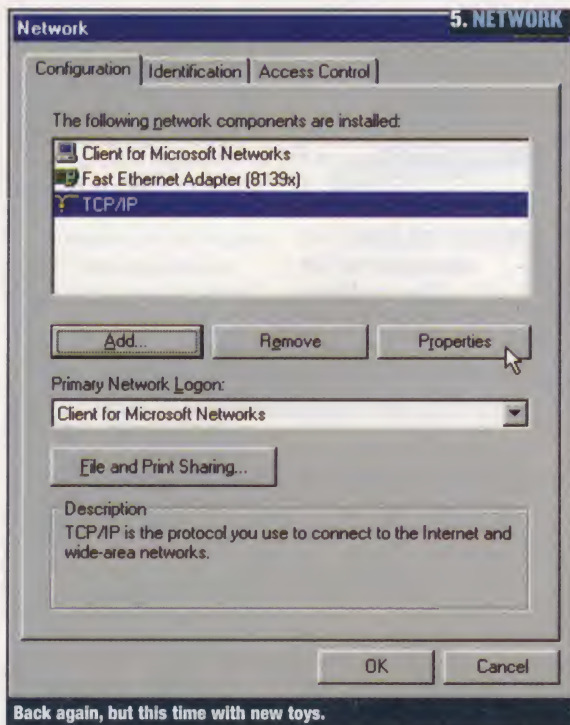 Network
5. NETWORK
Configuration
Identification
Access Control
The following network components are installed:
Client for Microsoft Networks
Fast Ethernet Adapter (8139x)
TCP/IP
Add...
Remove
Properties
Primary Network Logon:
Client for Microsoft Networks
File and Print Sharing...
Description
TCP/IP is the protocol you use to connect to the Internet and
wide-area networks.
OK
Cancel
Back again, but this time with new toys.